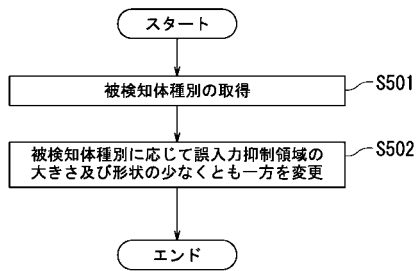 スタート
被検知体種別の取得
S501
被検知体種別に応じて誤入力抑制領域の
大きさ及び形状の少なくとも一方を変更
S502
エンド